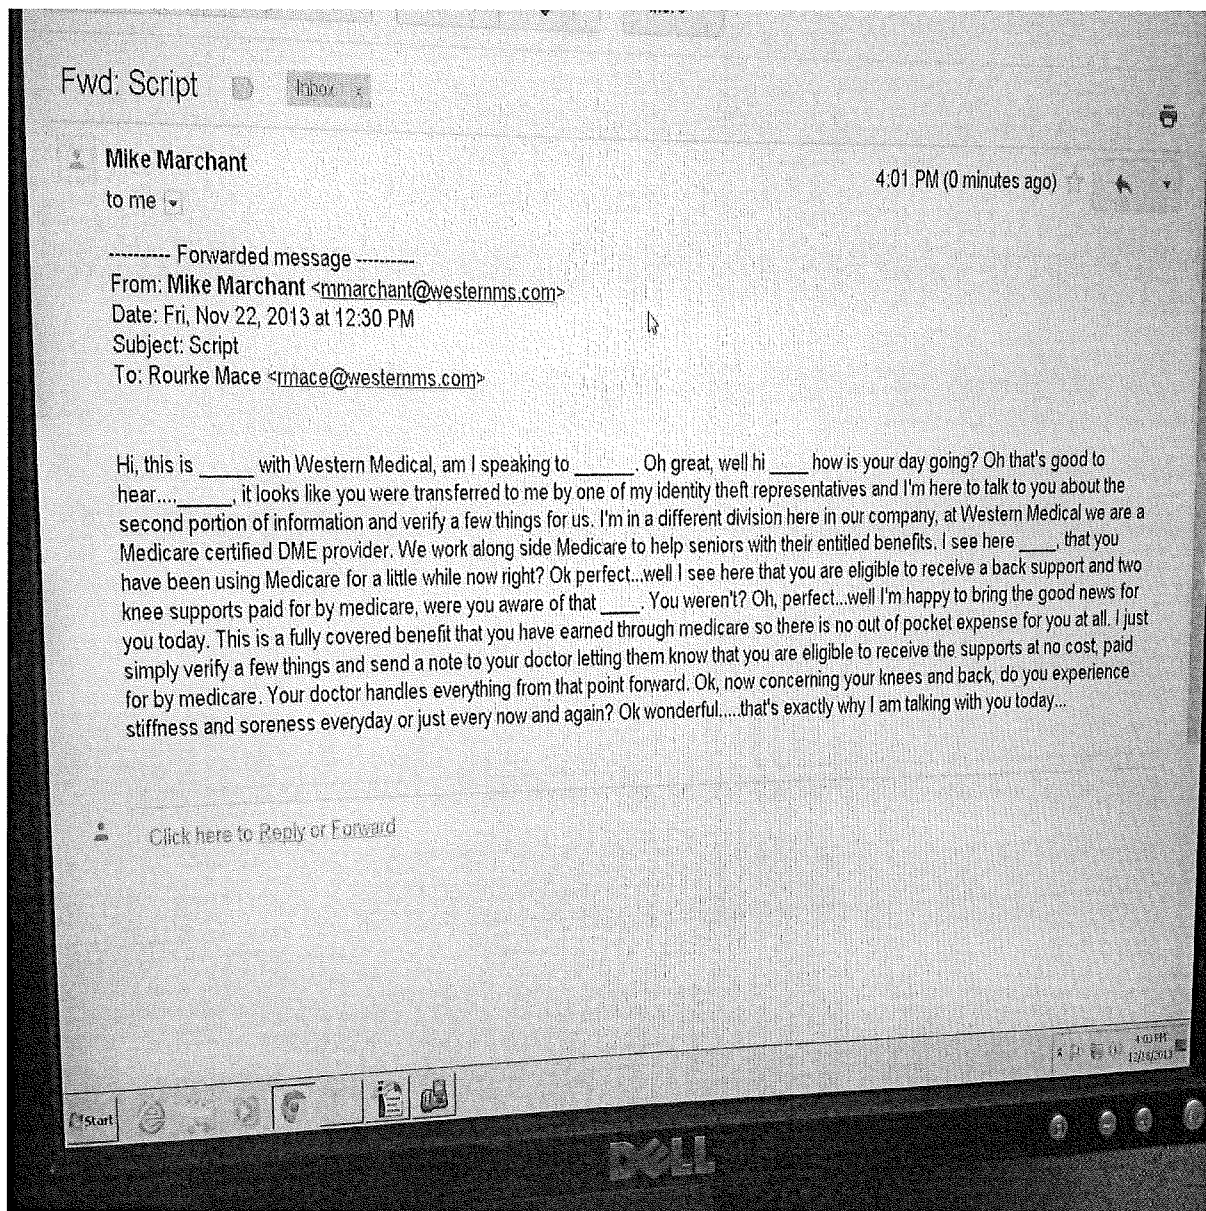 Fwd: Script Inbox x
Mike Marchant
4:01 PM (0 minutes ago)
to me
---------- Forwarded message ----------
From: Mike Marchant <mmarchant@westernms.com>
Date: Fri, Nov 22, 2013 at 12:30 PM
Subject: Script
To: Rourke Mace <rmace@westernms.com>
Hi, this is ______ with Western Medical, am I speaking to ______. Oh great, well hi ____ how is your day going? Oh that's good to
hear....______, it looks like you were transferred to me by one of my identity theft representatives and I'm here to talk to you about the
second portion of information and verify a few things for us. I'm in a different division here in our company, at Western Medical we are a
Medicare certified DME provider. We work along side Medicare to help seniors with their entitled benefits. I see here ____, that you
have been using Medicare for a little while now right? Ok perfect...well I see here that you are eligible to receive a back support and two
knee supports paid for by medicare, were you aware of that ____. You weren't? Oh, perfect...well I'm happy to bring the good news for
you today. This is a fully covered benefit that you have earned through medicare so there is no out of pocket expense for you at all. I just
simply verify a few things and send a note to your doctor letting them know that you are eligible to receive the supports at no cost, paid
for by medicare. Your doctor handles everything from that point forward. Ok, now concerning your knees and back, do you experience
stiffness and soreness everyday or just every now and again? Ok wonderful.....that's exactly why I am talking with you today...
Click here to Reply or Forward
Start
DELL